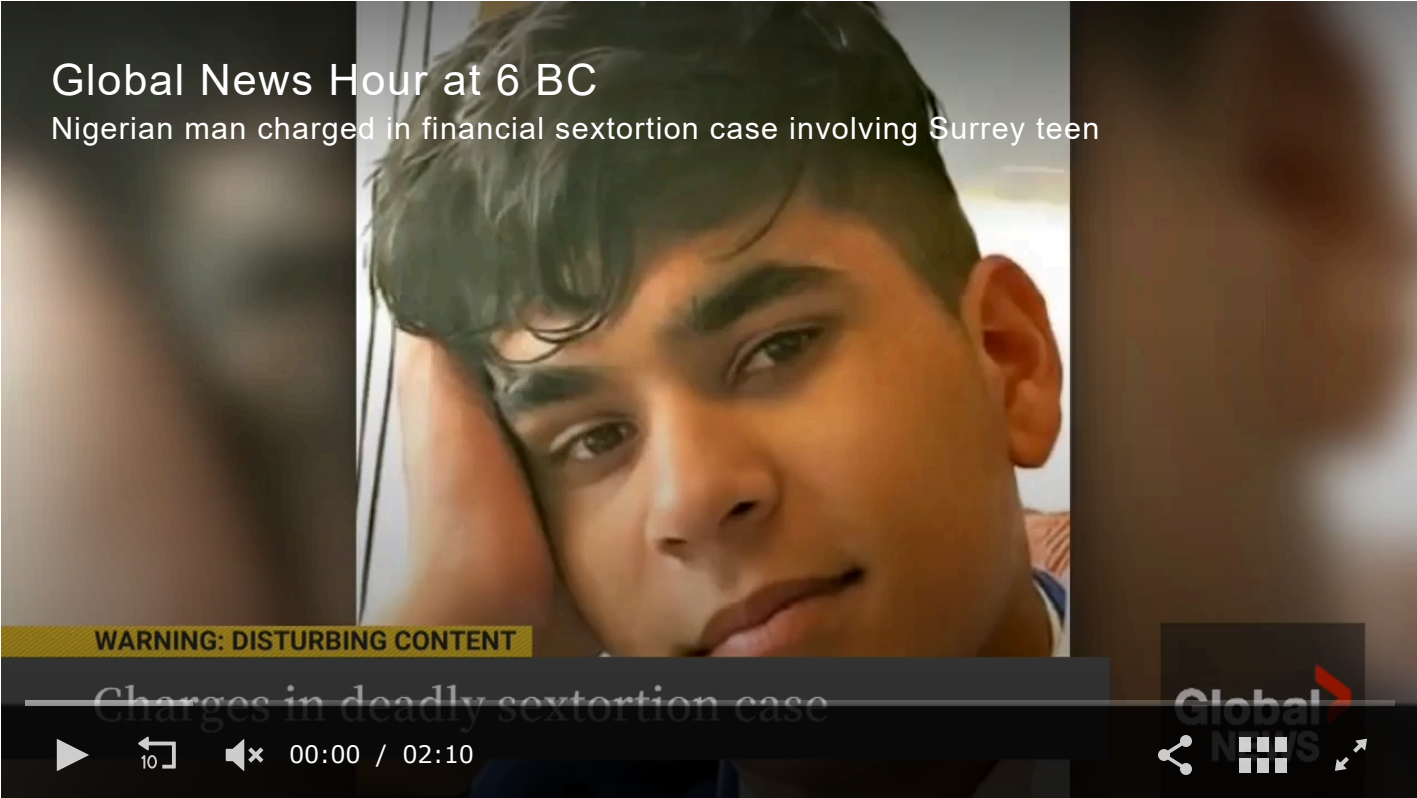 Global News Hour at 6 BC
Nigerian man charged in financial sextortion case involving Surrey teen
WARNING: DISTURBING CONTENT
Charges in deadly sextortion case
Global
NEWS
10
00:00 / 02:10